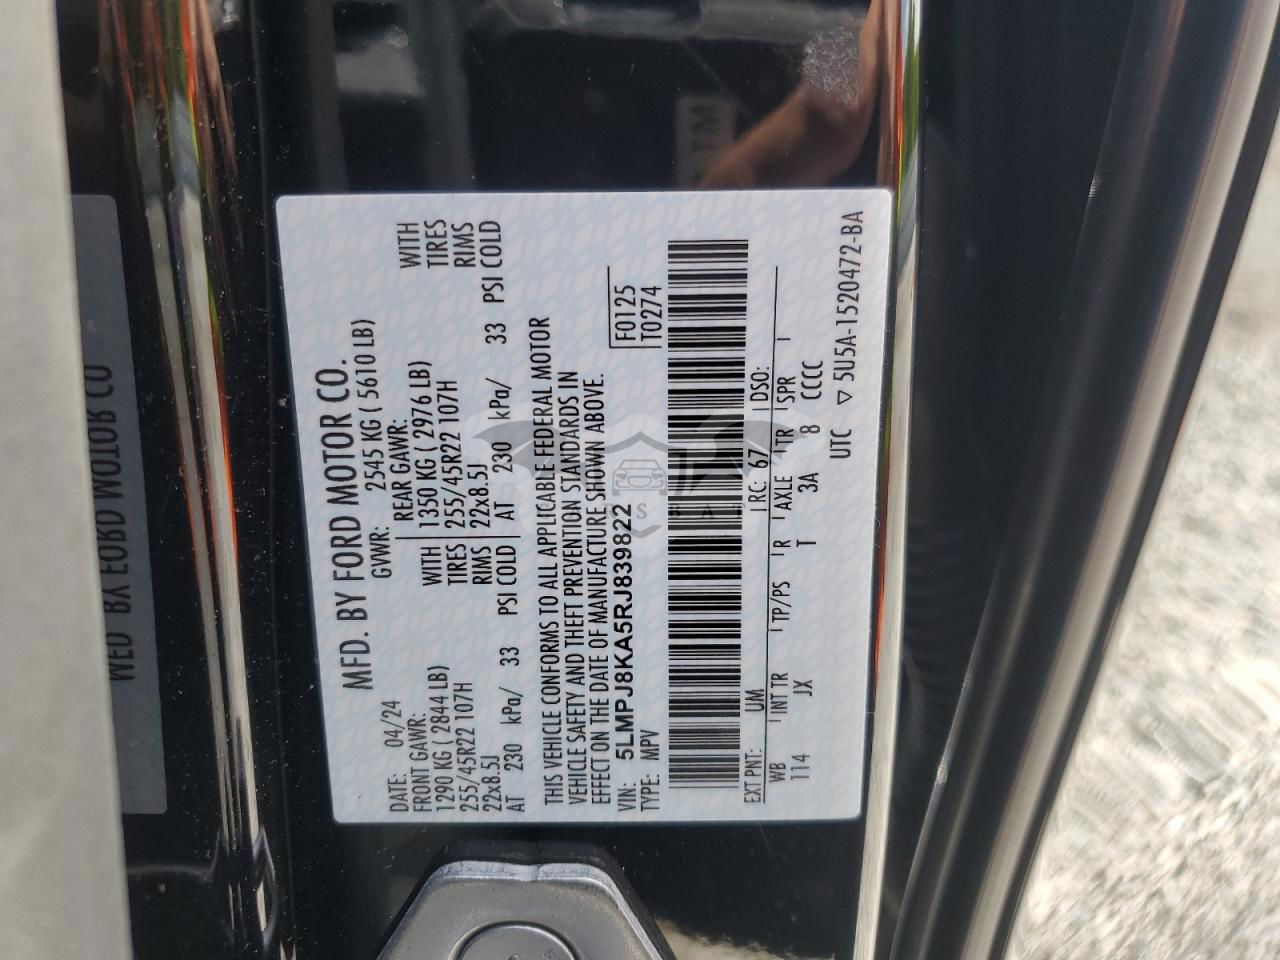 MFD. BY FORD MOTOR CO.
DATE: 04/24 GVWR: 2545 KG ( 5610 LB)
FRONT GAWR: REAR GAWR:
1290 KG ( 2844 LB) WITH 1350 KG ( 2976 LB) WITH
255/45R22 107H TIRES 255/45R22 107H TIRES
22x8.5J RIMS 22x8.5J RIMS
AT 230 kPa/ 33 PSI COLD AT 230 kPa/ 33 PSI COLD
THIS VEHICLE CONFORMS TO ALL APPLICABLE FEDERAL MOTOR
VEHICLE SAFETY AND THEFT PREVENTION STANDARDS IN
EFFECT ON THE DATE OF MANUFACTURE SHOWN ABOVE.
VIN: 5LMPJ8KA5RJ839822 F0125
TYPE: MPV T0274
EXT PNT: UM RC: 67 DSO:
WB INT TR TP/PS R AXLE TR SPR
114 JX T 3A 8 CCCC
UTC ▽ 5U5A-1520472-BA